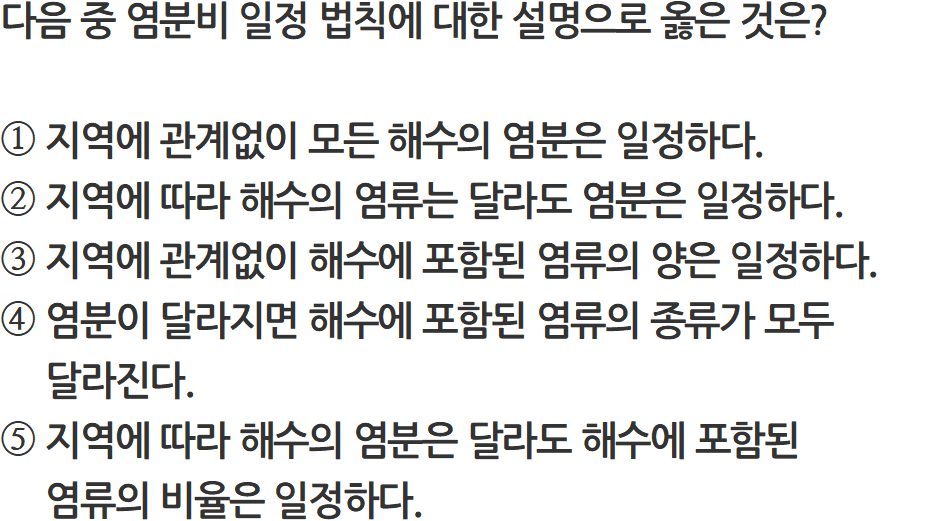 다음 중 염분비 일정 법칙에 대한 설명으로 옳은 것은?
① 지역에 관계없이 모든 해수의 염분은 일정하다.
② 지역에 따라 해수의 염류는 달라도 염분은 일정하다.
③ 지역에 관계없이 해수에 포함된 염류의 양은 일정하다.
④ 염분이 달라지면 해수에 포함된 염류의 종류가 모두
달라진다.
⑤ 지역에 따라 해수의 염분은 달라도 해수에 포함된
염류의 비율은 일정하다.